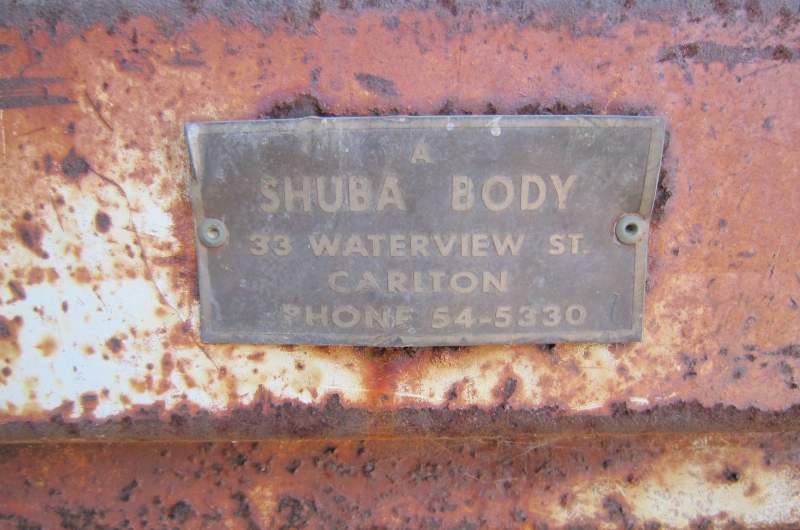 A
SHUBA BODY
33 WATERVIEW ST.
CARLTON
PHONE 54-5330